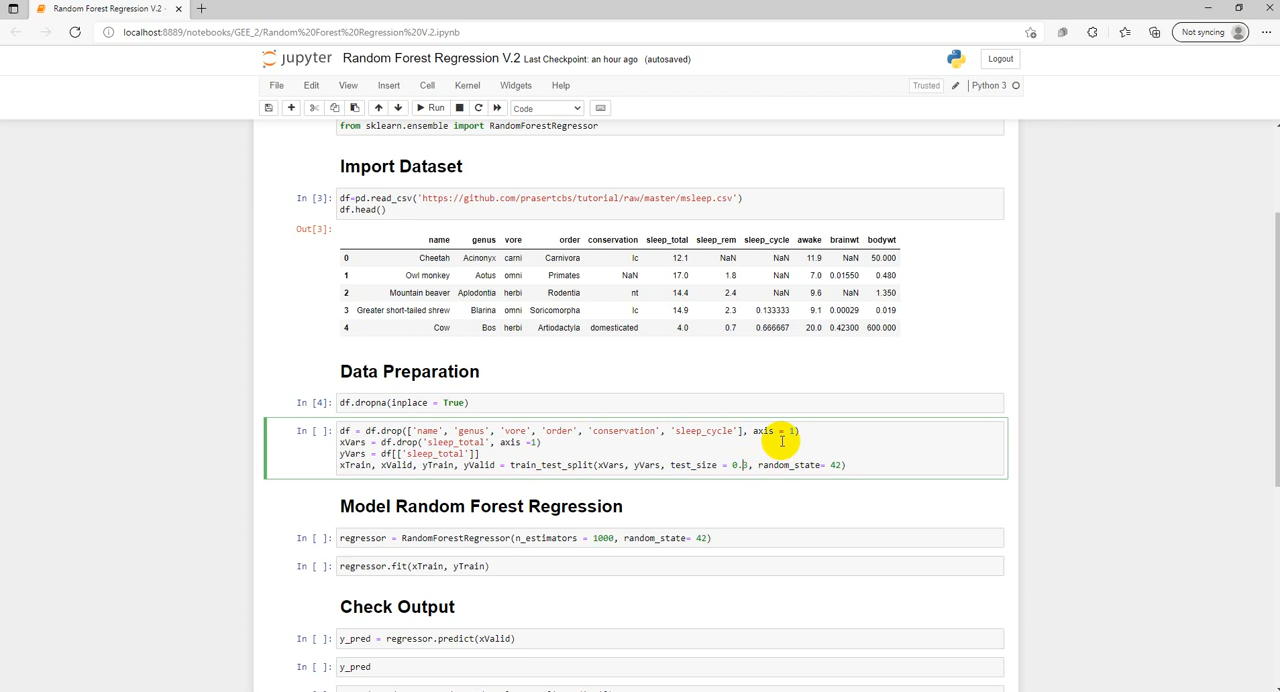 Random Forest Regression V.2 -
localhost:8889/notebooks/GEE_2/Random%20Forest%20Regression%20V.2.ipynb
Not syncing
jupyter Random Forest Regression V.2 Last Checkpoint: an hour ago (autosaved)
Logout
File Edit View Insert Cell Kernel Widgets Help
Trusted Python 3
Run Code
from sklearn.ensemble import RandomForestRegressor
Import Dataset
In [3]: df=pd.read_csv('https://github.com/prasertcbs/tutorial/raw/master/msleep.csv')
df.head()
Out[3]:
name genus vore order conservation sleep_total sleep_rem sleep_cycle awake brainwt bodywt
0 Cheetah Acinonyx carni Carnivora lc 12.1 NaN NaN 11.9 NaN 50.000
1 Owl monkey Aotus omni Primates NaN 17.0 1.8 NaN 7.0 0.01550 0.480
2 Mountain beaver Aplodontia herbi Rodentia nt 14.4 2.4 NaN 9.6 NaN 1.350
3 Greater short-tailed shrew Blarina omni Soricomorpha lc 14.9 2.3 0.133333 9.1 0.00029 0.019
4 Cow Bos herbi Artiodactyla domesticated 4.0 0.7 0.666667 20.0 0.42300 600.000
Data Preparation
In [4]: df.dropna(inplace = True)
In [ ]: df = df.drop(['name', 'genus', 'vore', 'order', 'conservation', 'sleep_cycle'], axis = 1)
xVars = df.drop('sleep_total', axis =1)
yVars = df[['sleep_total']]
xTrain, xValid, yTrain, yValid = train_test_split(xVars, yVars, test_size = 0.3, random_state= 42)
Model Random Forest Regression
In [ ]: regressor = RandomForestRegressor(n_estimators = 1000, random_state= 42)
In [ ]: regressor.fit(xTrain, yTrain)
Check Output
In [ ]: y_pred = regressor.predict(xValid)
In [ ]: y_pred